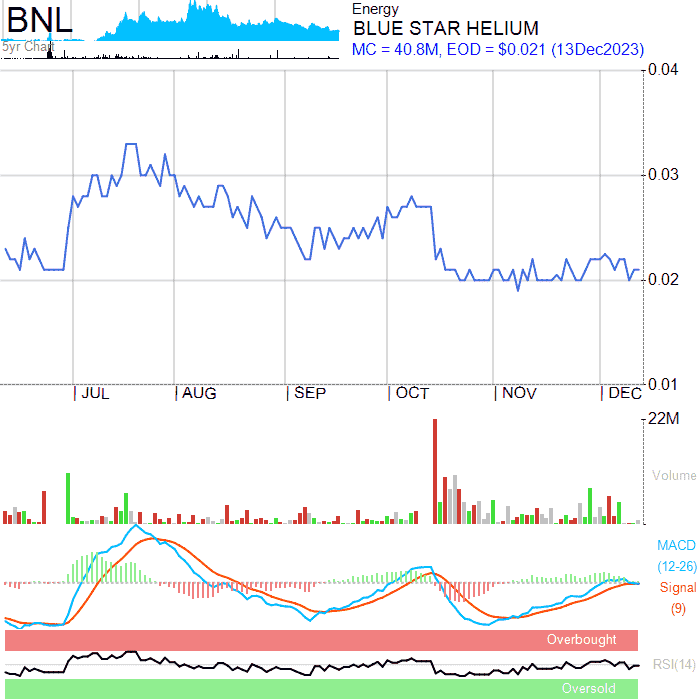 BNL
5yr Chart
Energy
BLUE STAR HELIUM
MC = 40.8M, EOD = $0.021 (13Dec2023)
0.04
0.03
0.02
0.01
JUL AUG SEP OCT NOV DEC
22M
Volume
MACD
(12-26)
Signal
(9)
Overbought
RSI(14)
Oversold